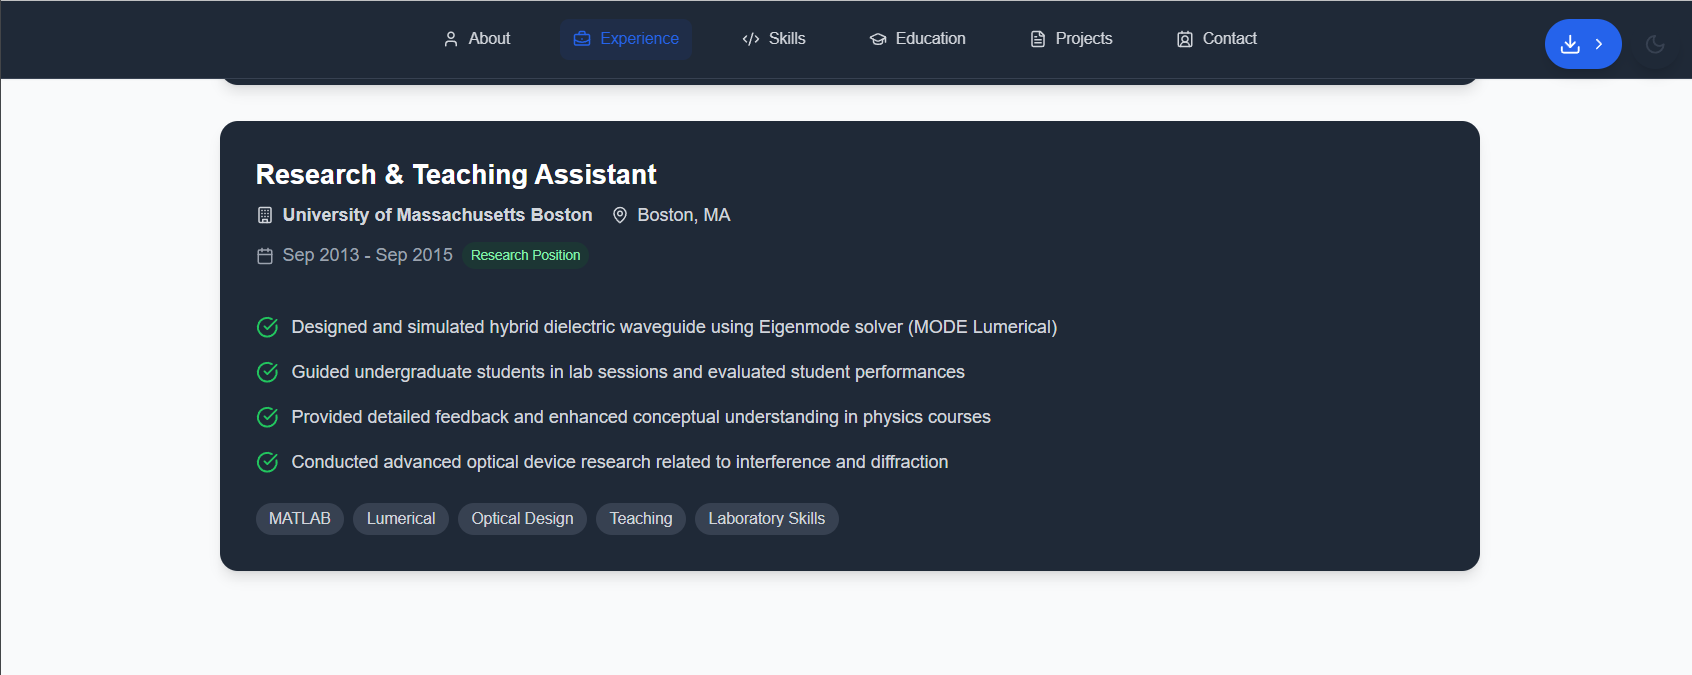 About Experience Skills Education Projects Contact
Research & Teaching Assistant
University of Massachusetts Boston Boston, MA
Sep 2013 - Sep 2015 Research Position
Designed and simulated hybrid dielectric waveguide using Eigenmode solver (MODE Lumerical)
Guided undergraduate students in lab sessions and evaluated student performances
Provided detailed feedback and enhanced conceptual understanding in physics courses
Conducted advanced optical device research related to interference and diffraction
MATLAB Lumerical Optical Design Teaching Laboratory Skills